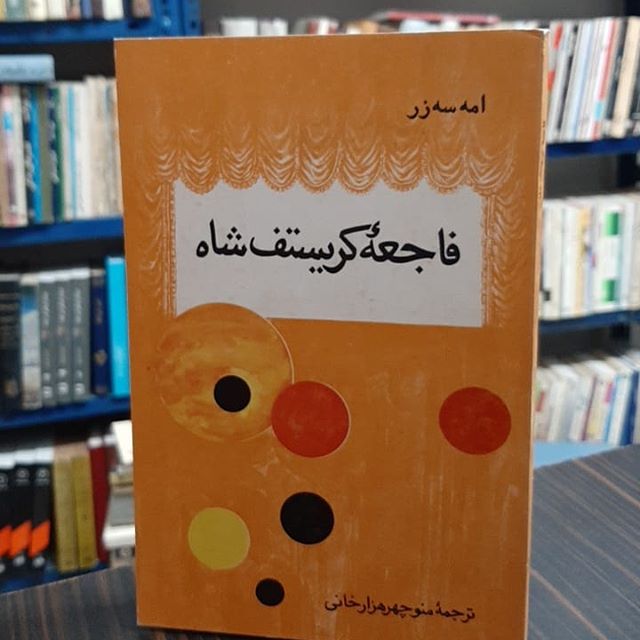 امه سه زر
فاجعهٔ کریستف شاه
ترجمهٔ منوچهر هزارخانی